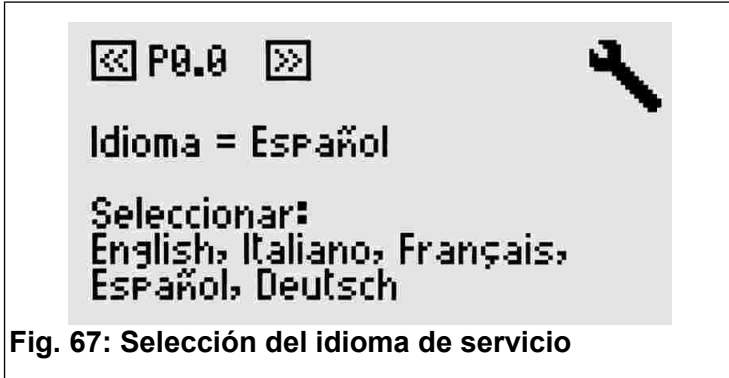 << P0.0 >>
Idioma = Español
Seleccionar:
English, Italiano, Français,
Español, Deutsch
Fig. 67: Selección del idioma de servicio